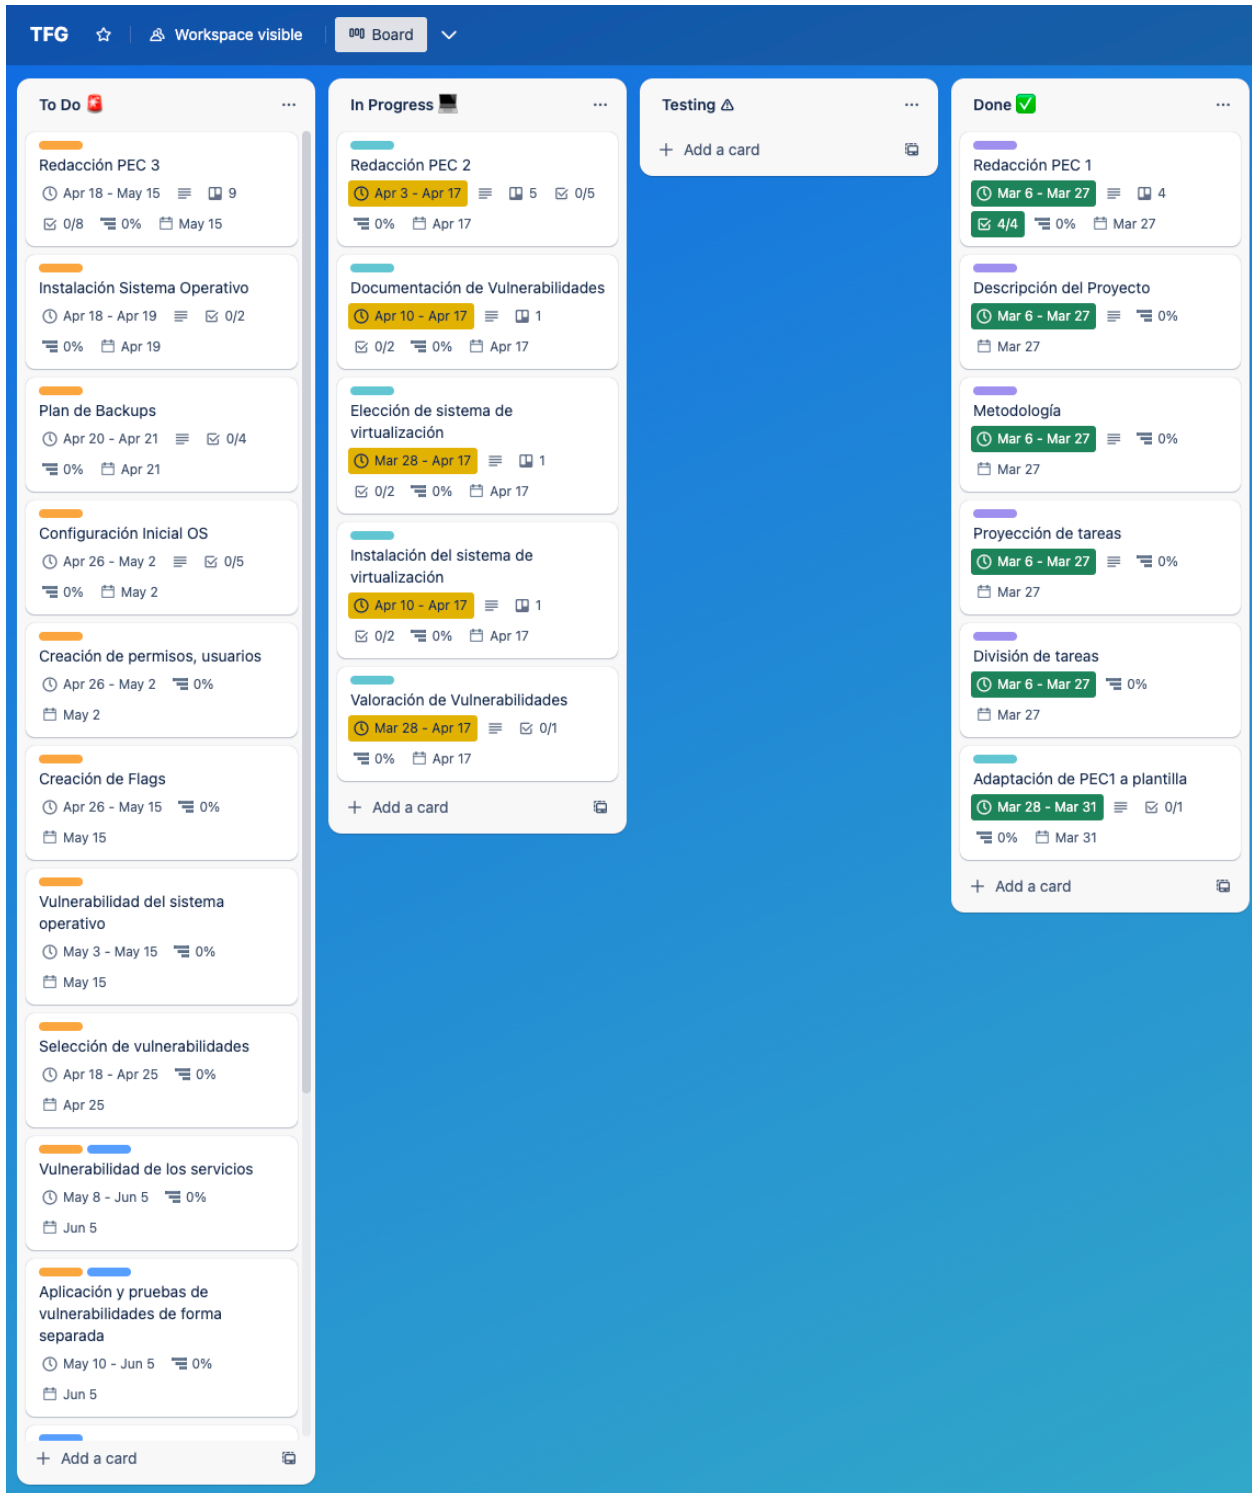 TFG Workspace visible Board
To Do
Redacción PEC 3
Apr 18 - May 15 9
0/8 0% May 15
Instalación Sistema Operativo
Apr 18 - Apr 19 0/2
0% Apr 19
Plan de Backups
Apr 20 - Apr 21 0/4
0% Apr 21
Configuración Inicial OS
Apr 26 - May 2 0/5
0% May 2
Creación de permisos, usuarios
Apr 26 - May 2 0%
May 2
Creación de Flags
Apr 26 - May 15 0%
May 15
Vulnerabilidad del sistema
operativo
May 3 - May 15 0%
May 15
Selección de vulnerabilidades
Apr 18 - Apr 25 0%
Apr 25
Vulnerabilidad de los servicios
May 8 - Jun 5 0%
Jun 5
Aplicación y pruebas de
vulnerabilidades de forma
separada
May 10 - Jun 5 0%
Jun 5
+ Add a card
In Progress
Redacción PEC 2
Apr 3 - Apr 17 5 0/5
0% Apr 17
Documentación de Vulnerabilidades
Apr 10 - Apr 17 1
0/2 0% Apr 17
Elección de sistema de
virtualización
Mar 28 - Apr 17 1
0/2 0% Apr 17
Instalación del sistema de
virtualización
Apr 10 - Apr 17 1
0/2 0% Apr 17
Valoración de Vulnerabilidades
Mar 28 - Apr 17 0/1
0% Apr 17
+ Add a card
Testing
+ Add a card
Done
Redacción PEC 1
Mar 6 - Mar 27 4
4/4 0% Mar 27
Descripción del Proyecto
Mar 6 - Mar 27 0%
Mar 27
Metodología
Mar 6 - Mar 27 0%
Mar 27
Proyección de tareas
Mar 6 - Mar 27 0%
Mar 27
División de tareas
Mar 6 - Mar 27 0%
Mar 27
Adaptación de PEC1 a plantilla
Mar 28 - Mar 31 0/1
0% Mar 31
+ Add a card